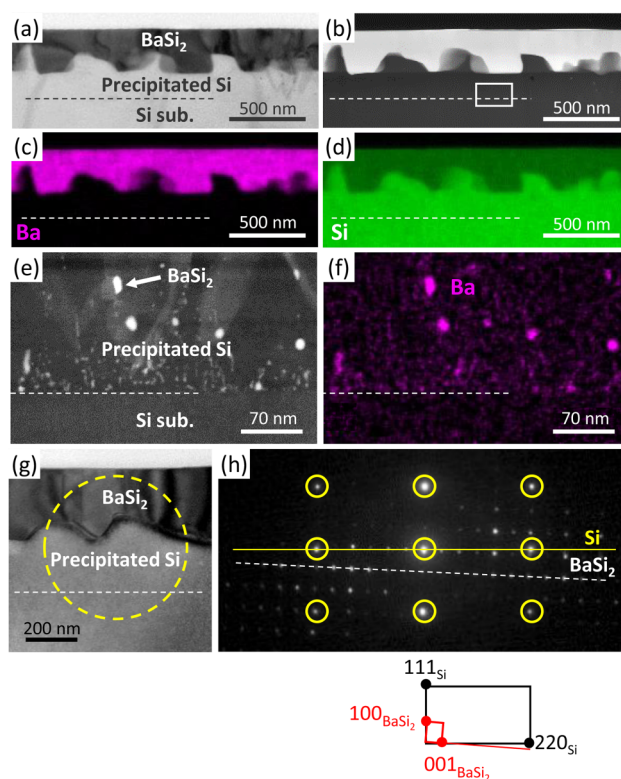 (a)
BaSi2
Precipitated Si
Si sub.
500 nm
(b)
500 nm
(c)
Ba
500 nm
(d)
Si
500 nm
(e)
BaSi2
Precipitated Si
Si sub.
70 nm
(f)
Ba
70 nm
(g)
BaSi2
Precipitated Si
200 nm
(h)
Si
BaSi2
111Si
100BaSi2
220Si
001BaSi2